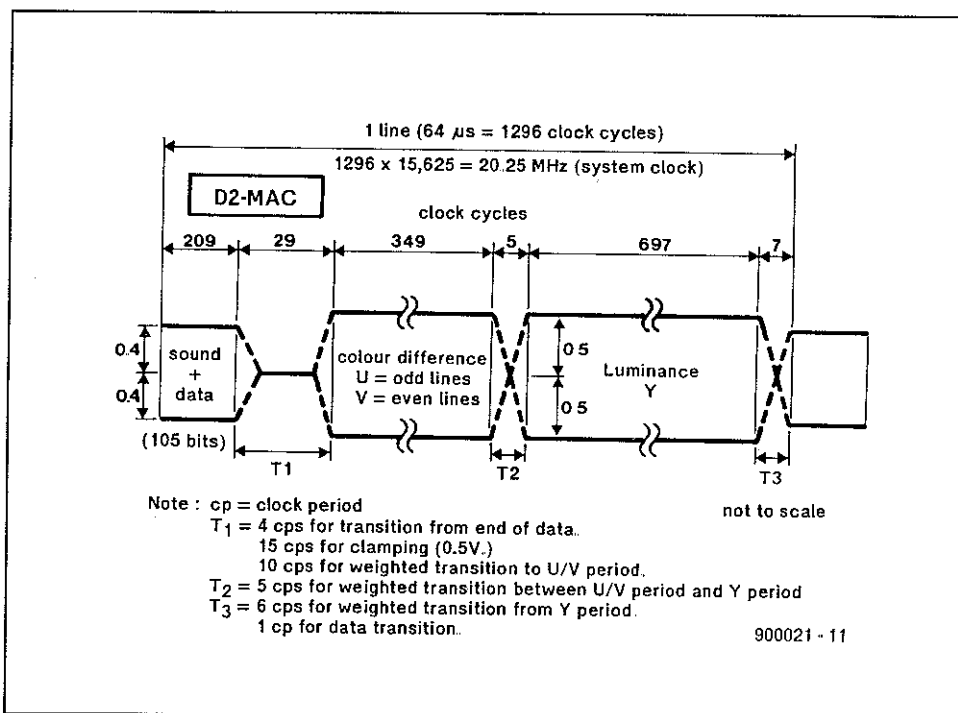 1 line (64 µs = 1296 clock cycles)
1296 x 15,625 = 20.25 MHz (system clock)
D2-MAC
clock cycles
209 29 349 5 697 7
0.4
0.4
sound
+
data
(105 bits)
colour difference
U = odd lines
V = even lines
0.5
0.5
Luminance
Y
T1
T2
T3
not to scale
Note : cp = clock period
T1 = 4 cps for transition from end of data.
15 cps for clamping (0.5V.)
10 cps for weighted transition to U/V period.
T2 = 5 cps for weighted transition between U/V period and Y period
T3 = 6 cps for weighted transition from Y period.
1 cp for data transition.
900021 - 11